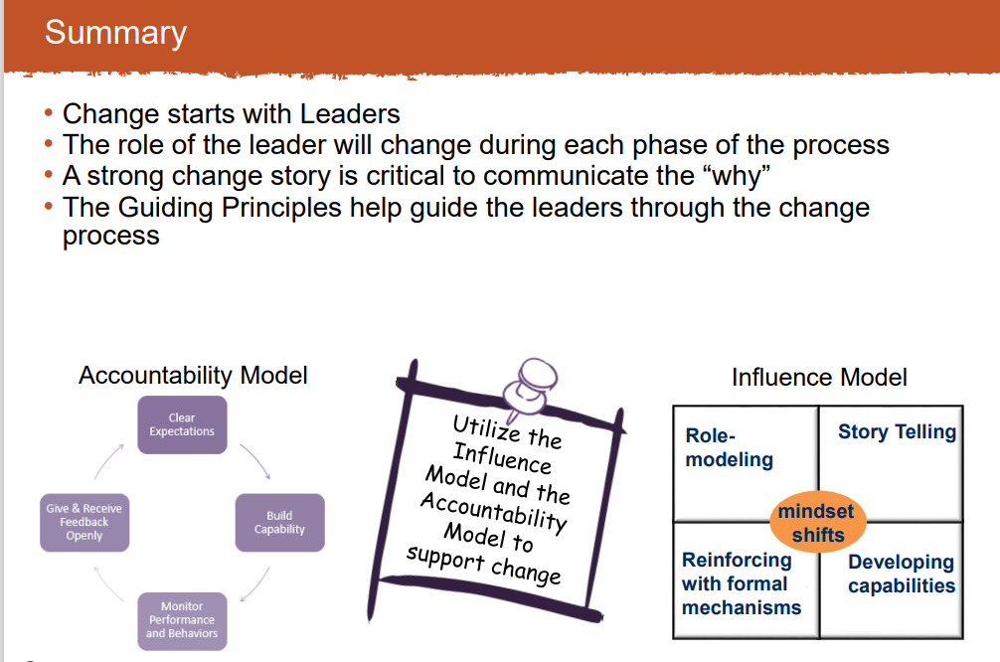 Summary
• Change starts with Leaders
• The role of the leader will change during each phase of the process
• A strong change story is critical to communicate the “why”
• The Guiding Principles help guide the leaders through the change
process
Accountability Model
Clear
Expectations
Build
Capability
Monitor
Performance
and Behaviors
Give & Receive
Feedback
Openly
Utilize the
Influence
Model and the
Accountability
Model to
support change
Influence Model
Role-
modeling
Story Telling
mindset
shifts
Reinforcing
with formal
mechanisms
Developing
capabilities